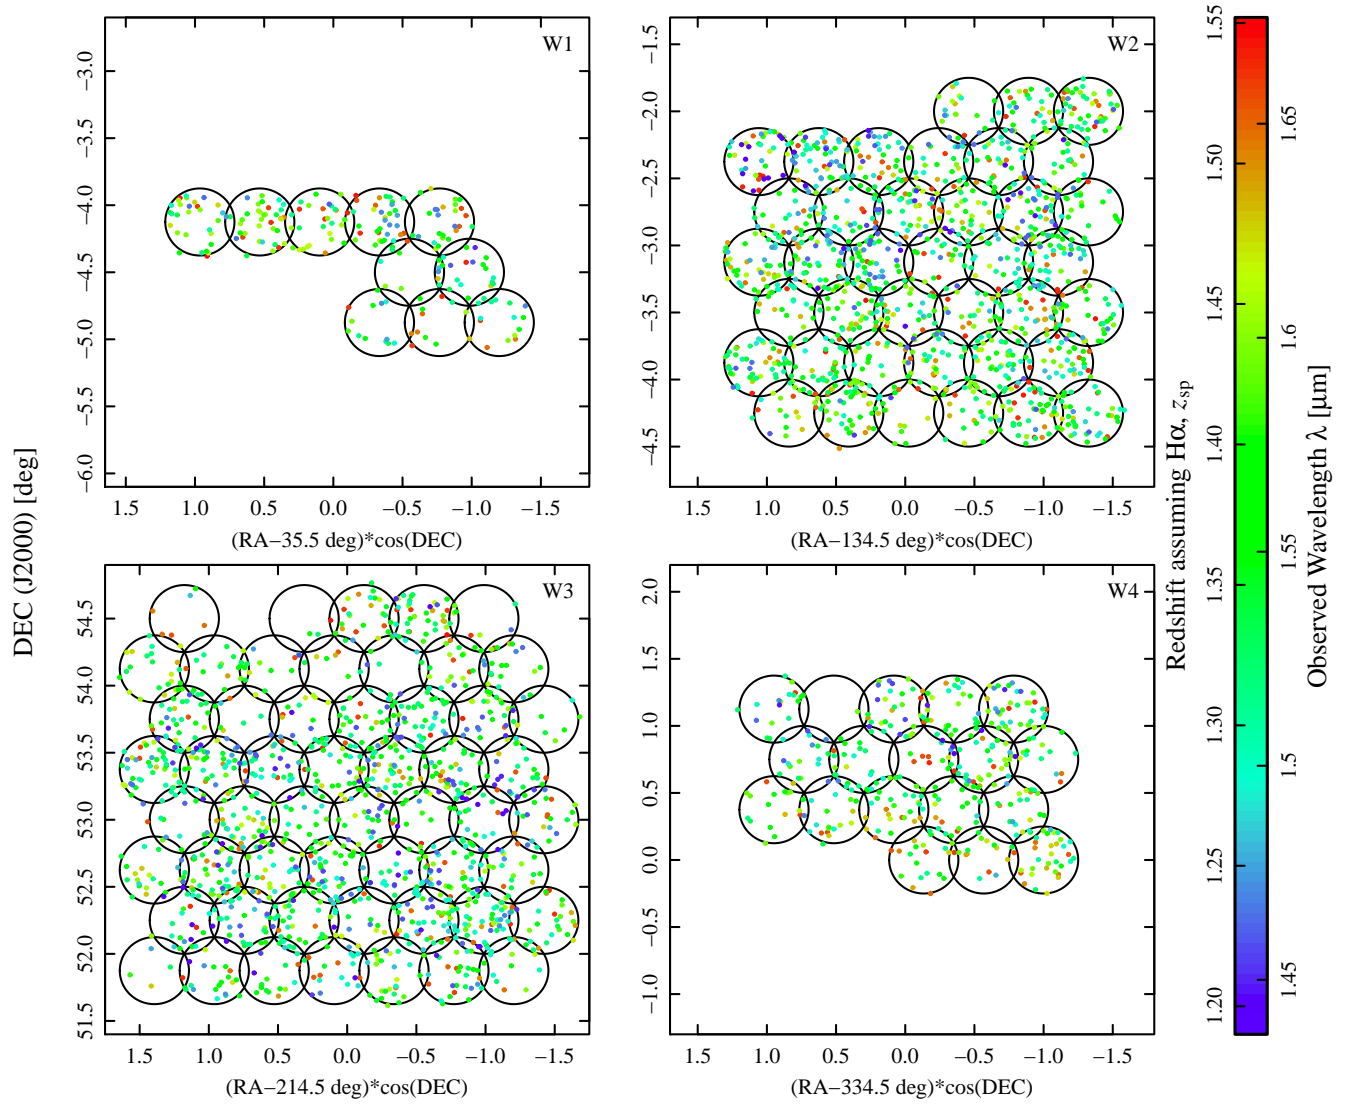 W1
−3.0
−3.5
−4.0
−4.5
−5.0
−5.5
−6.0
1.5 1.0 0.5 0.0 −0.5 −1.0 −1.5
(RA−35.5 deg)*cos(DEC)
W2
−1.5
−2.0
−2.5
−3.0
−3.5
−4.0
−4.5
1.5 1.0 0.5 0.0 −0.5 −1.0 −1.5
(RA−134.5 deg)*cos(DEC)
DEC (J2000) [deg]
W3
54.5
54.0
53.5
53.0
52.5
52.0
51.5
1.5 1.0 0.5 0.0 −0.5 −1.0 −1.5
(RA−214.5 deg)*cos(DEC)
W4
2.0
1.5
1.0
0.5
0.0
−0.5
−1.0
1.5 1.0 0.5 0.0 −0.5 −1.0 −1.5
(RA−334.5 deg)*cos(DEC)
Redshift assuming Hα, zsp
1.55
1.50
1.45
1.40
1.35
1.30
1.25
1.20
1.65
1.6
1.55
1.5
1.45
Observed Wavelength λ [μm]